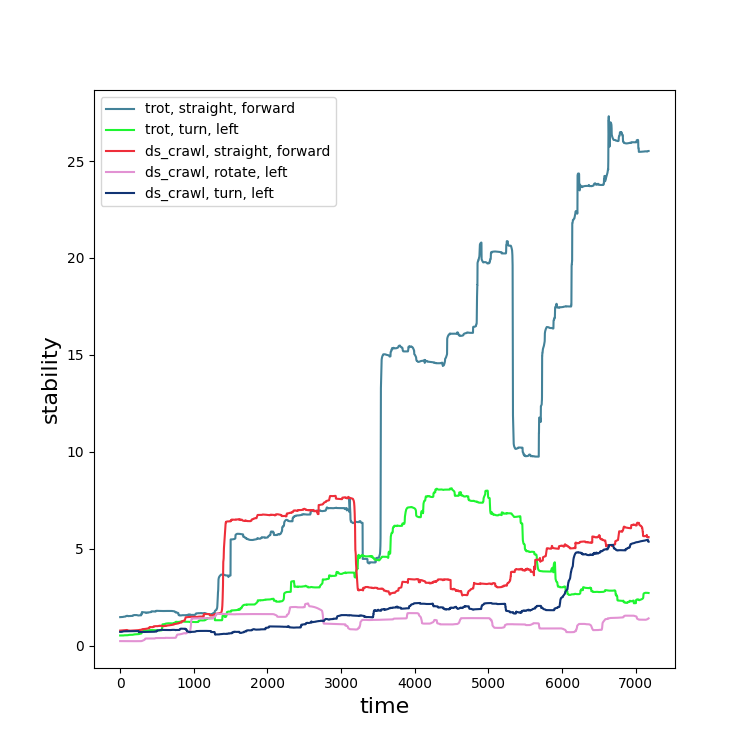 trot, straight, forward
trot, turn, left
ds_crawl, straight, forward
ds_crawl, rotate, left
ds_crawl, turn, left
25
20
15
10
5
0
stability
0 1000 2000 3000 4000 5000 6000 7000
time